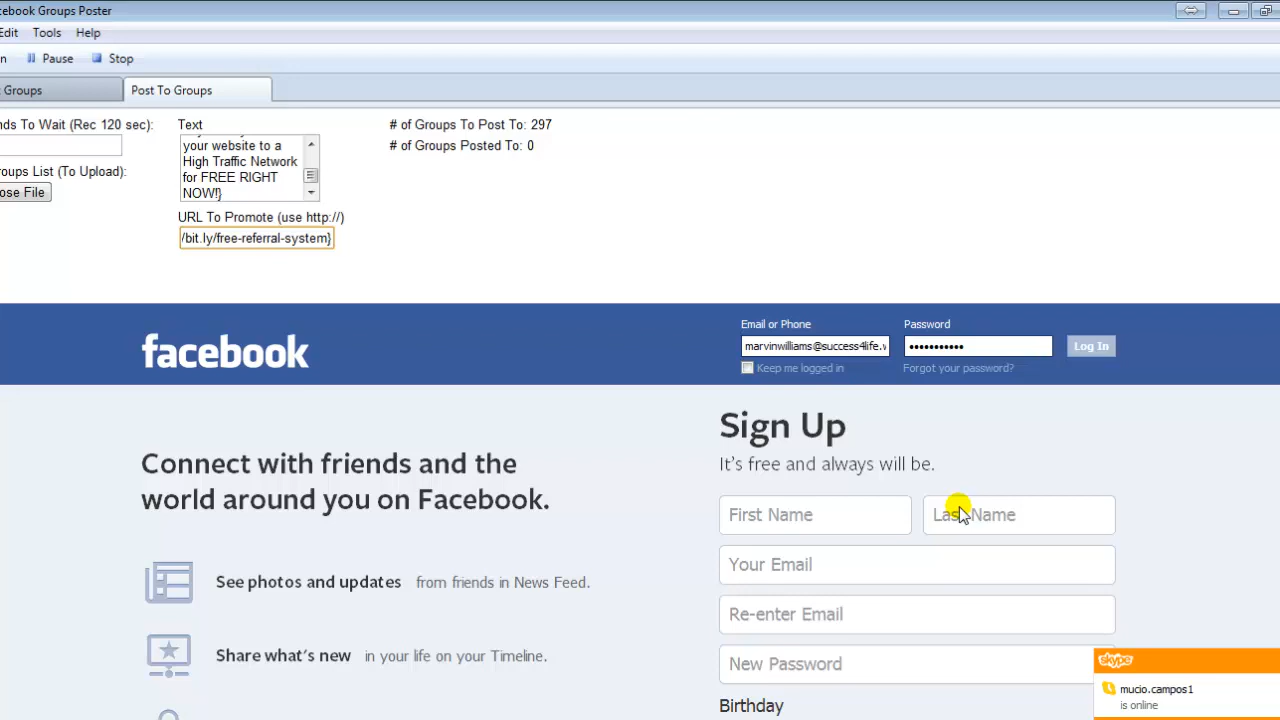 cebook Groups Poster
Edit Tools Help
n Pause Stop
Groups Post To Groups
nds To Wait (Rec 120 sec): Text # of Groups To Post To: 297
your website to a # of Groups Posted To: 0
High Traffic Network
roups List (To Upload): for FREE RIGHT
ose File NOW!}
URL To Promote (use http://)
/bit.ly/free-referral-system}
Email or Phone Password
facebook marvinwilliams@success4life.w Log In
Keep me logged in Forgot your password?
Sign Up
It's free and always will be.
Connect with friends and the
world around you on Facebook.
First Name Last Name
Your Email
See photos and updates from friends in News Feed.
Re-enter Email
Share what's new in your life on your Timeline.
New Password
skype
mucio.campos1
is online
Birthday